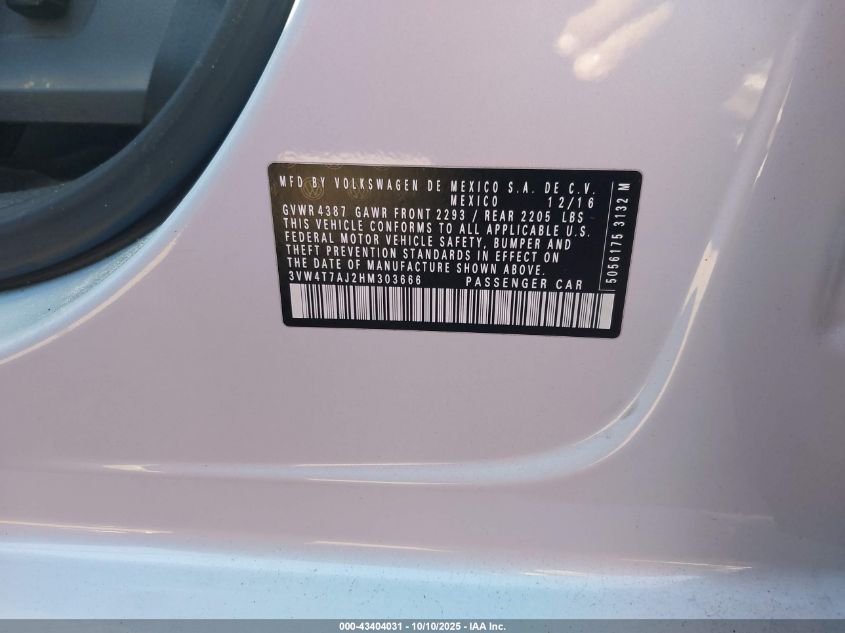 MFD BY VOLKSWAGEN DE MEXICO S.A. DE C.V.
MEXICO 12/16
GVWR 4387 GAWR FRONT 2293 / REAR 2205 LBS
THIS VEHICLE CONFORMS TO ALL APPLICABLE U.S.
FEDERAL MOTOR VEHICLE SAFETY, BUMPER AND
THEFT PREVENTION STANDARDS IN EFFECT ON
THE DATE OF MANUFACTURE SHOWN ABOVE.
3VW4T7AJ2HM303666 PASSENGER CAR
5056175 3132 M
000-43404031 - 10/10/2025 - IAA Inc.